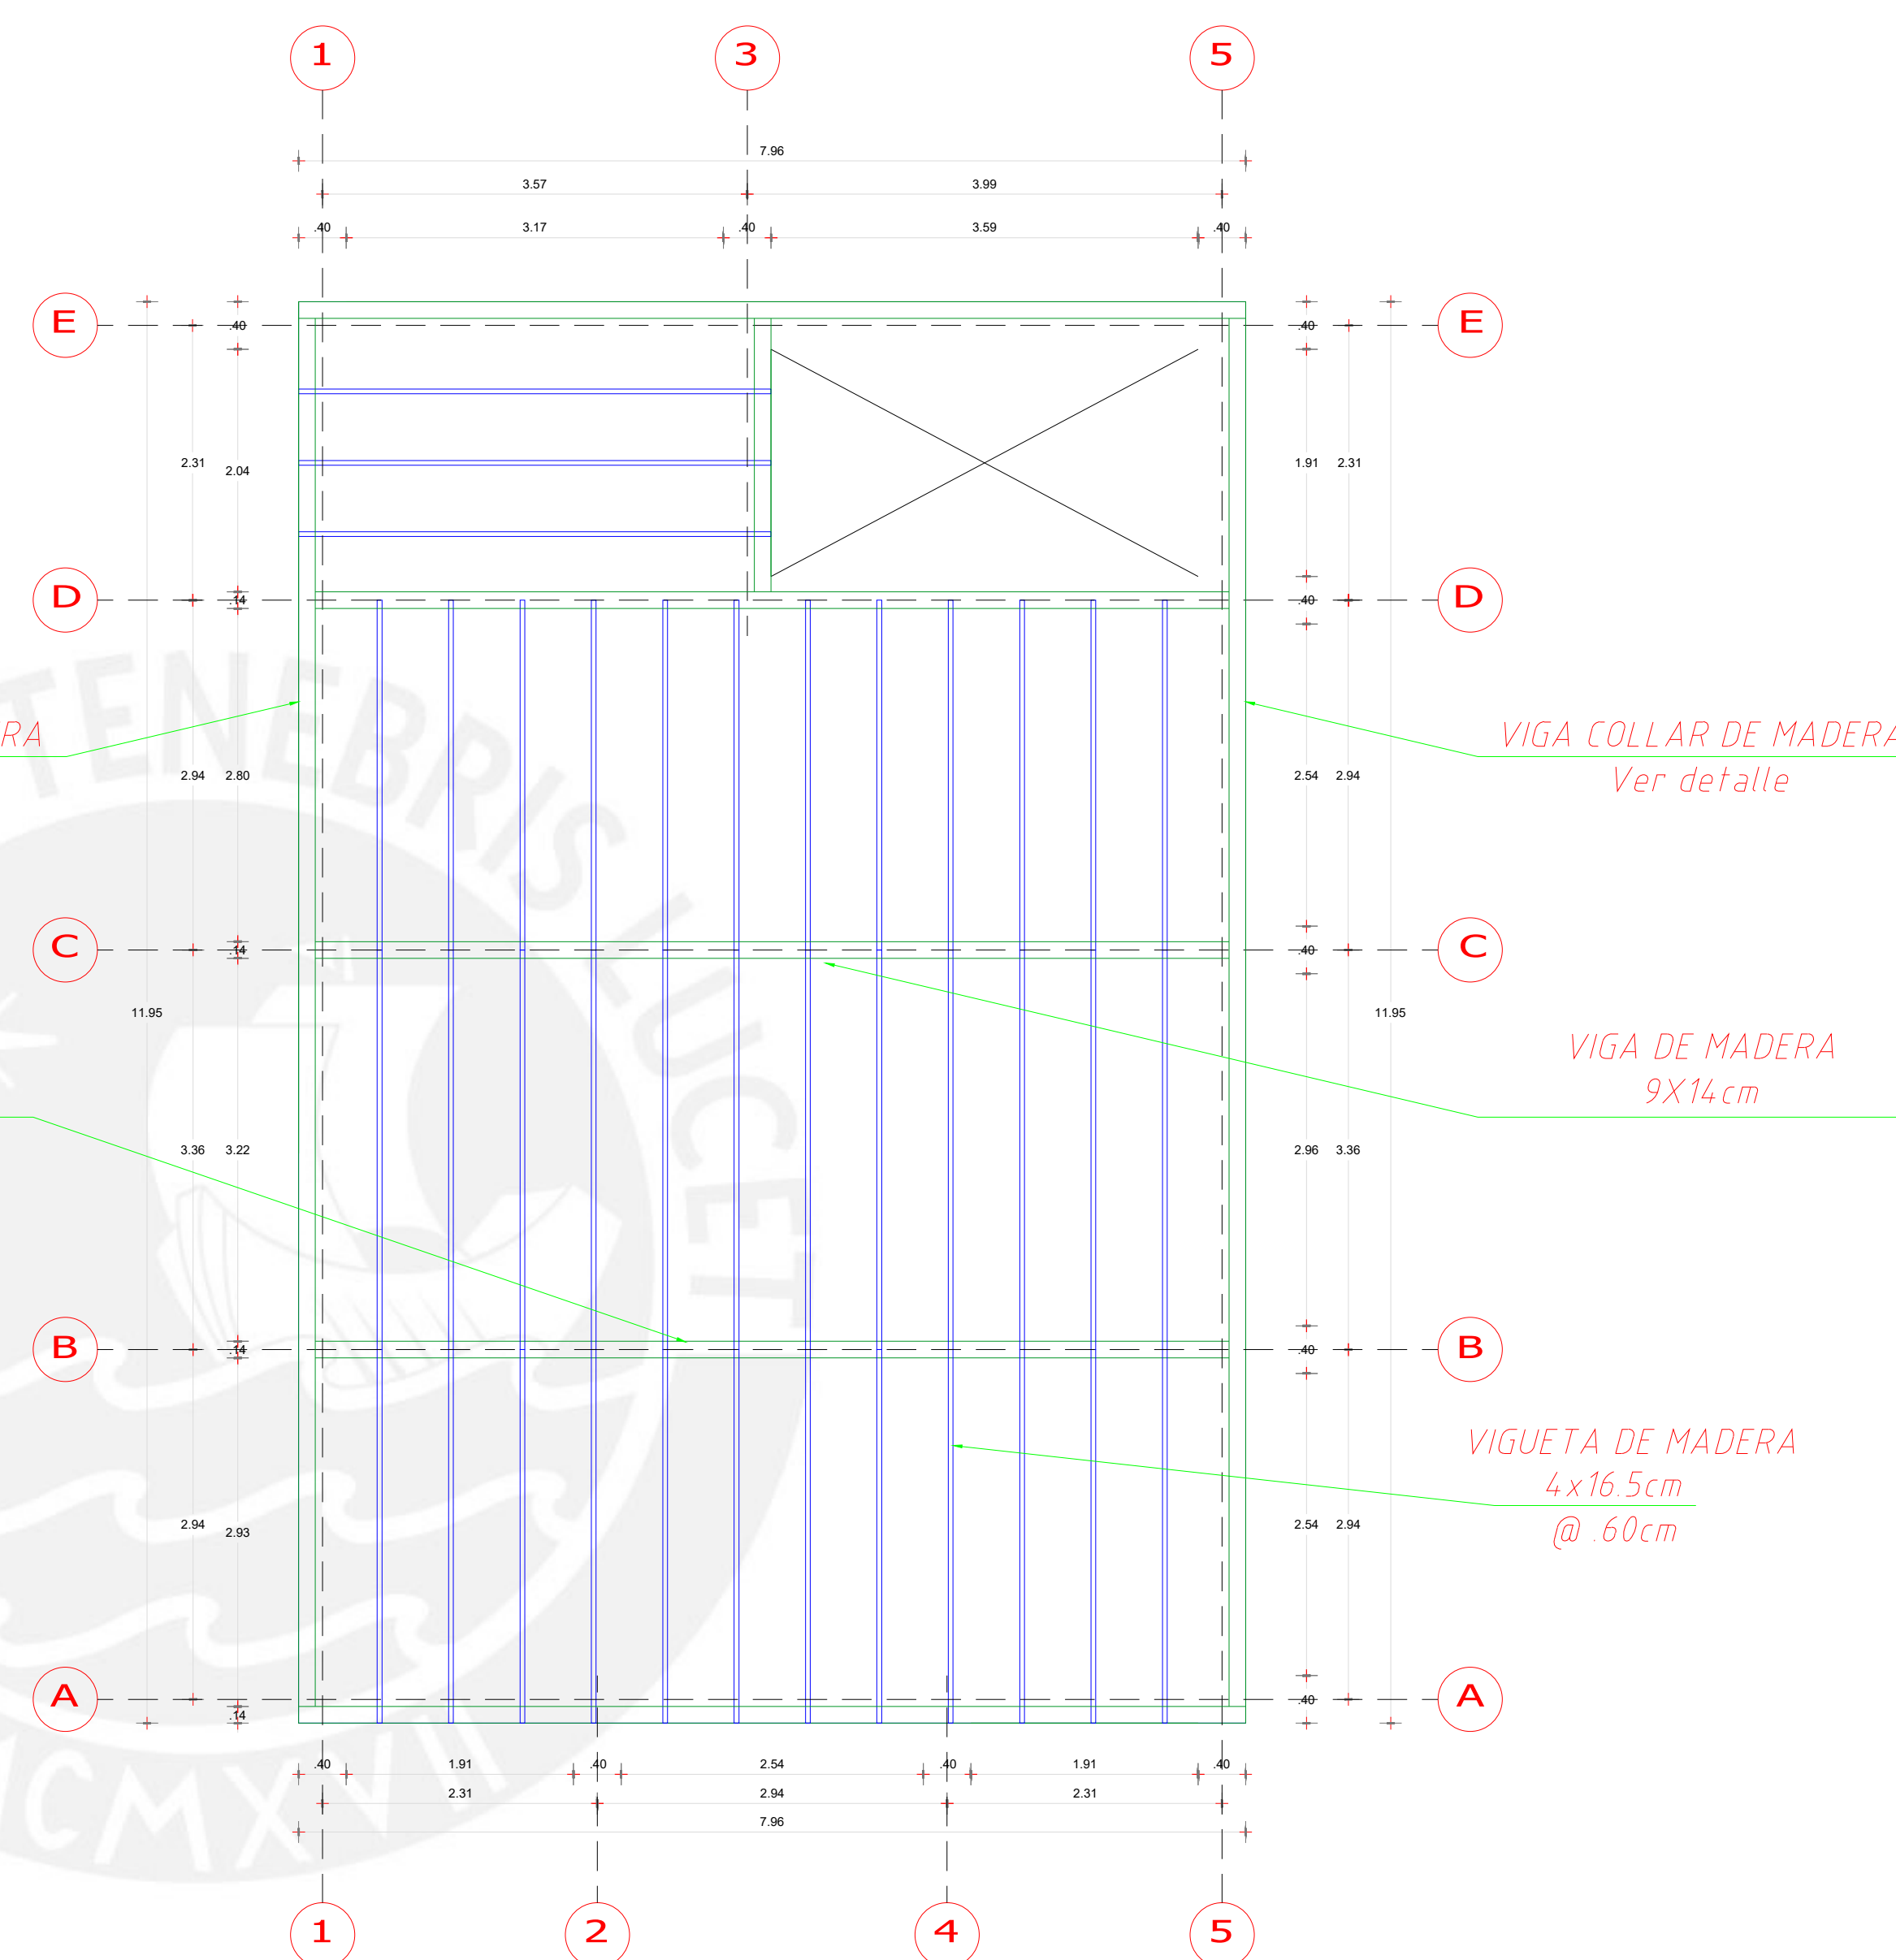 1 3 5
7.96
3.57 3.99
.40 3.17 .40 3.59 .40
E .40 .40 E
2.31 2.04 1.91 2.31
D .14 .40 D
TENEBRIS LUCET
RA
VIGA COLLAR DE MADERA
Ver detalle
2.94 2.80 2.54 2.94
C .14 .40 C
11.95 11.95
VIGA DE MADERA
9X14cm
3.36 3.22 2.96 3.36
B .14 .40 B
VIGUETA DE MADERA
4x16.5cm
@ .60cm
2.94 2.93 2.54 2.94
A .14 .40 A
MCMXVII
.40 1.91 .40 2.54 .40 1.91 .40
2.31 2.94 2.31
7.96
1 2 4 5